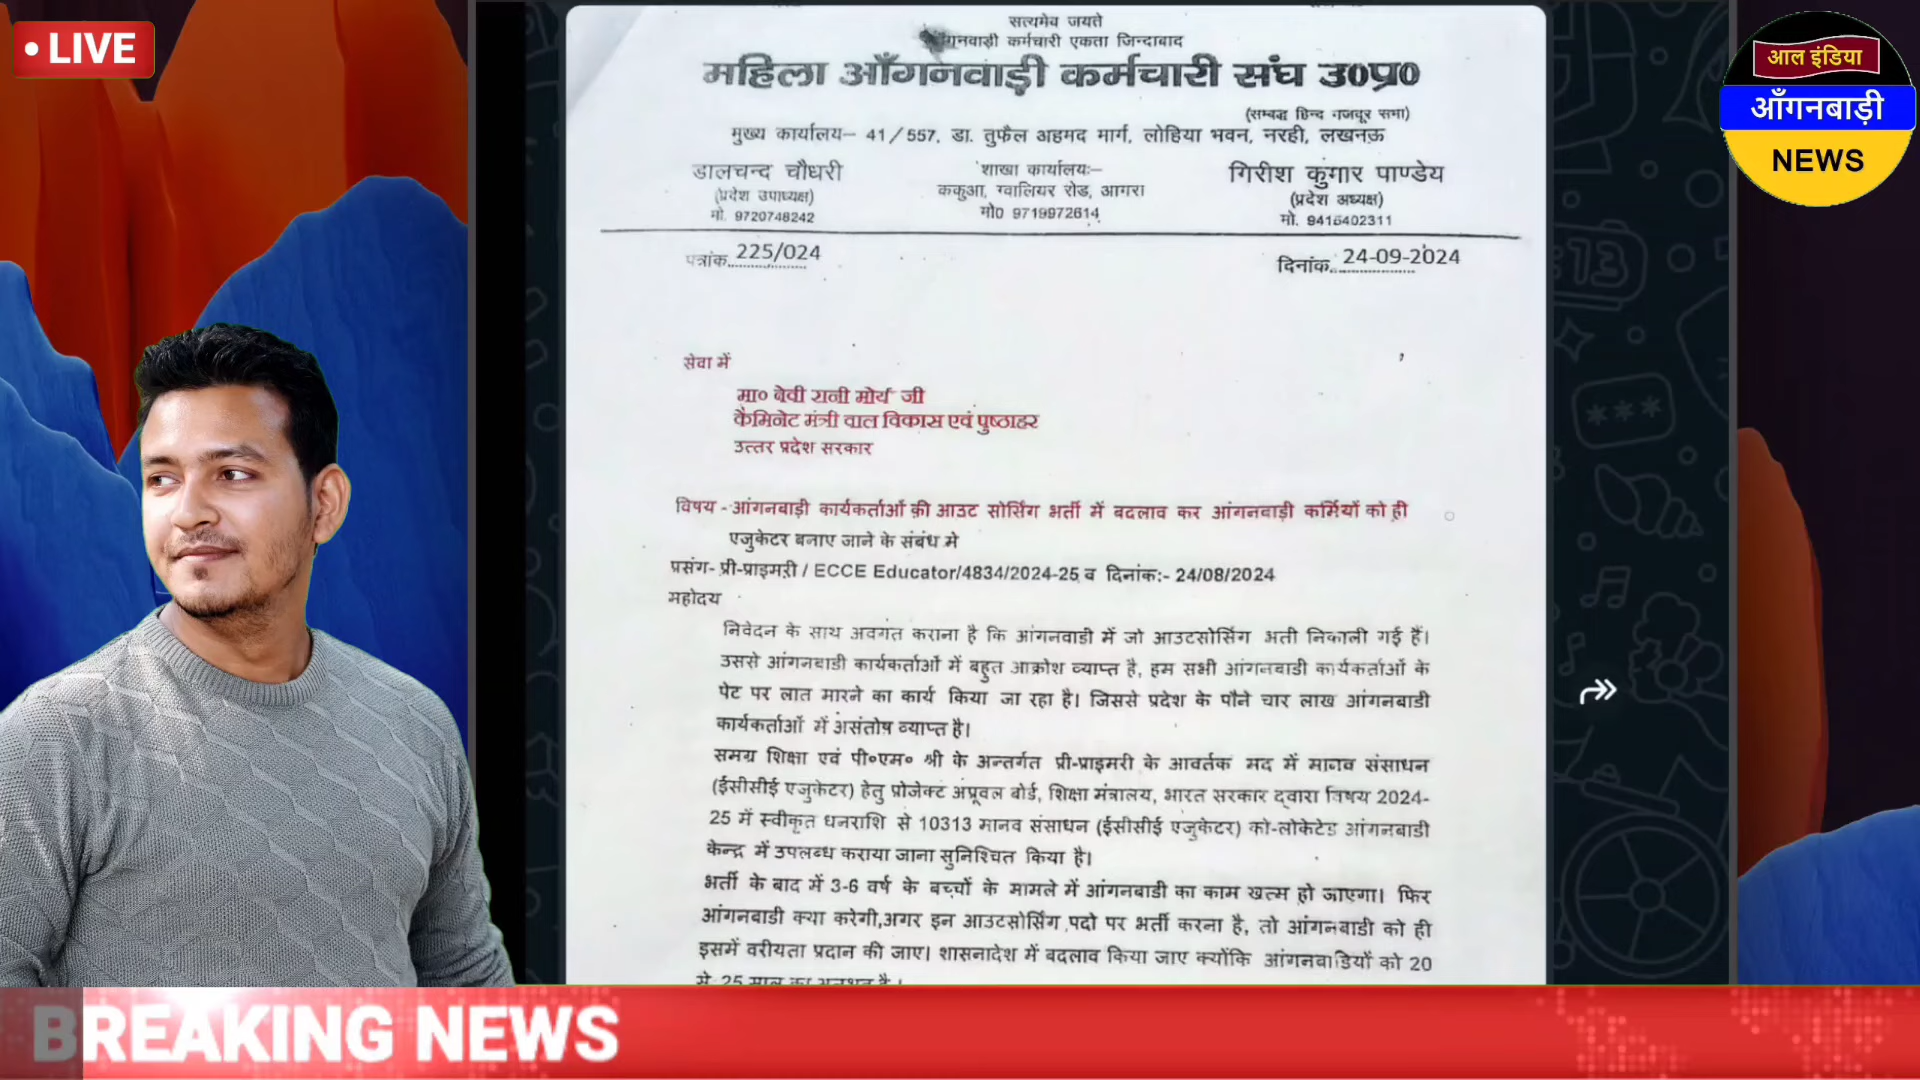 LIVE
सत्यमेव जयते
कर्मचारी एकता जिन्दाबाद
महिला आँगनवाड़ी कर्मचारी संघ उ०प्र०
(सम्बद्ध हिन्द मजदूर सभा)
मुख्य कार्यालय– 41/557, डा. तुफैल अहमद मार्ग, लोहिया भवन, नरही, लखनऊ
डालचन्द चौधरी
(प्रदेश उपाध्यक्ष)
मो. 9720748242
शाखा कार्यालयः–
ककुआ, ग्वालियर रोड, आगरा
मो0 9719972614
गिरीश कुमार पाण्डेय
(प्रदेश अध्यक्ष)
मो. 9415402311
पत्रांक 225/024
दिनांक 24-09-2024
सेवा में
मा० बेवी रानी मोर्य जी
कैमिनेट मंत्री वाल विकास एवं पुष्ठाहर
उत्तर प्रदेश सरकार
विषय - आंगनबाड़ी कार्यकर्ताओं की आउट सोर्सिंग भर्ती में बदलाव कर आंगनबाड़ी कर्मियों को ही
एजुकेटर बनाए जाने के संबंध मे
प्रसंग- प्री-प्राइमरी / ECCE Educator/4834/2024-25 व दिनांक:- 24/08/2024
महोदय
निवेदन के साथ अवगत कराना है कि आंगनवाडी में जो आउटसोर्सिंग भर्ती निकाली गई हैं।
उससे आंगनबाडी कार्यकर्ताओं में बहुत आक्रोश व्याप्त है, हम सभी आंगनबाडी कार्यकर्ताओं के
पेट पर लात मारने का कार्य किया जा रहा है। जिससे प्रदेश के पौने चार लाख आंगनबाडी
कार्यकर्ताओं में असंतोष व्याप्त है।
समग्र शिक्षा एवं पी०एम० श्री के अन्तर्गत प्री-प्राइमरी के आवर्तक मद में मानव संसाधन
(ईसीसीई एजुकेटर) हेतु प्रोजेक्ट अप्रूवल बोर्ड, शिक्षा मंत्रालय, भारत सरकार द्वारा विषय 2024-
25 में स्वीकृत धनराशि से 10313 मानव संसाधन (ईसीसीई एजुकेटर) को-लोकेटेड आंगनबाडी
केन्द्र में उपलब्ध कराया जाना सुनिश्चित किया है।
भर्ती के बाद में 3-6 वर्ष के बच्चों के मामले में आंगनबाडी का काम खत्म हो जाएगा। फिर
आंगनबाडी क्या करेगी,अगर इन आउटसोर्सिंग पदो पर भर्ती करना है, तो आंगनबाडी को ही
इसमें वरीयता प्रदान की जाए। शासनादेश में बदलाव किया जाए क्योंकि आंगनबाडियों को 20
से 25 साल का
आल इंडिया
आँगनबाड़ी
NEWS
BREAKING NEWS